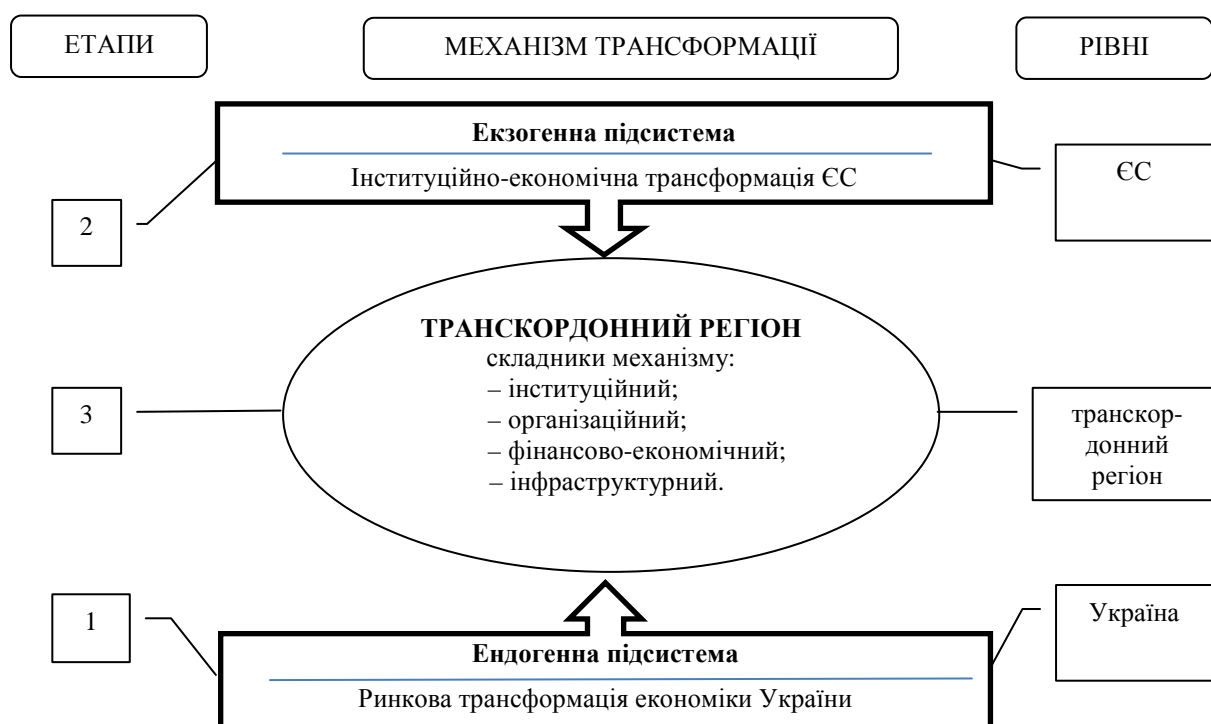 ЕТАПИ
МЕХАНІЗМ ТРАНСФОРМАЦІЇ
РІВНІ
Екзогенна підсистема
Інституційно-економічна трансформація ЄС
ЄС
2
ТРАНСКОРДОННИЙ РЕГІОН
складники механізму:
– інституційний;
– організаційний;
– фінансово-економічний;
– інфраструктурний.
3
транскор-
донний
регіон
1
Україна
Ендогенна підсистема
Ринкова трансформація економіки України